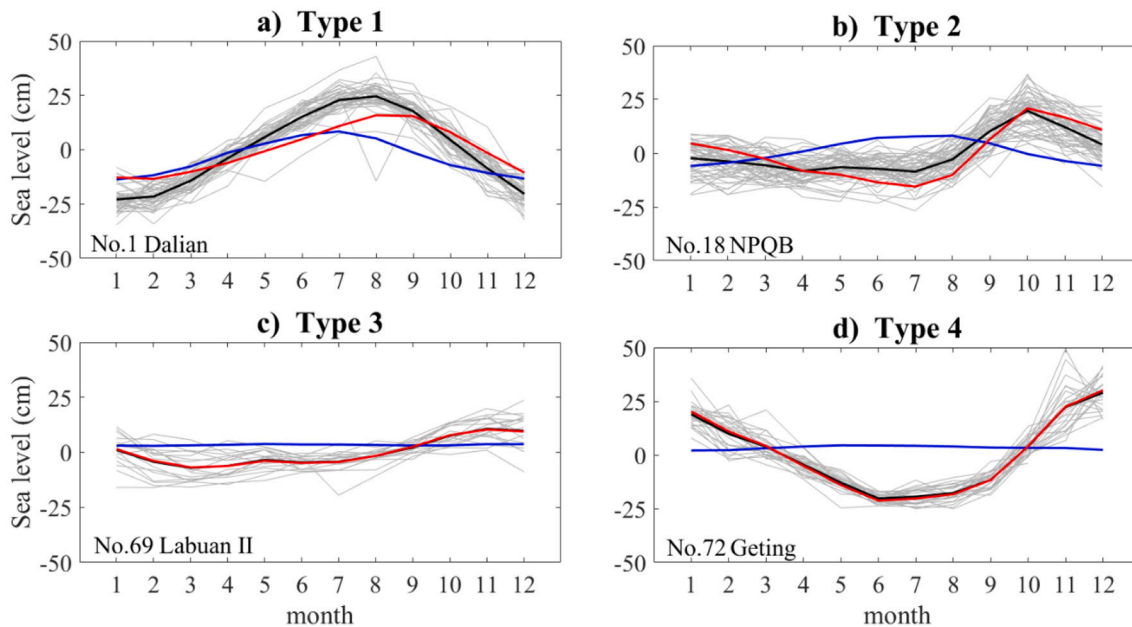 a) Type 1
50
25
0
-25
-50
Sea level (cm)
No.1 Dalian
1 2 3 4 5 6 7 8 9 10 11 12
b) Type 2
50
25
0
-25
-50
No.18 NPQB
1 2 3 4 5 6 7 8 9 10 11 12
c) Type 3
50
25
0
-25
-50
Sea level (cm)
No.69 Labuan II
1 2 3 4 5 6 7 8 9 10 11 12
month
d) Type 4
50
25
0
-25
-50
No.72 Geting
1 2 3 4 5 6 7 8 9 10 11 12
month